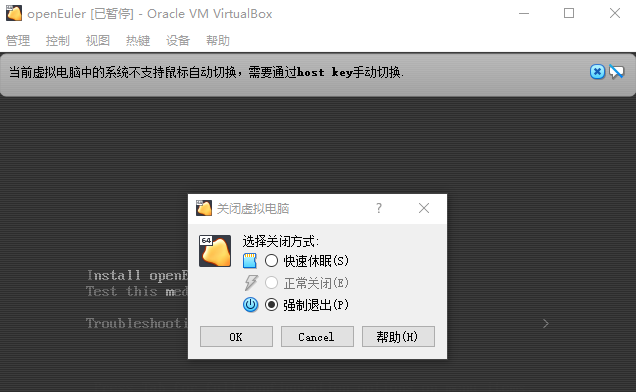 openEuler [已暂停] - Oracle VM VirtualBox
管理 控制 视图 热键 设备 帮助
当前虚拟电脑中的系统不支持鼠标自动切换，需要通过host key手动切换.
关闭虚拟电脑
64
选择关闭方式:
快速休眠(S)
正常关闭(E)
强制退出(P)
OK Cancel 帮助(H)
Install openE
Test this med
Troubleshooti